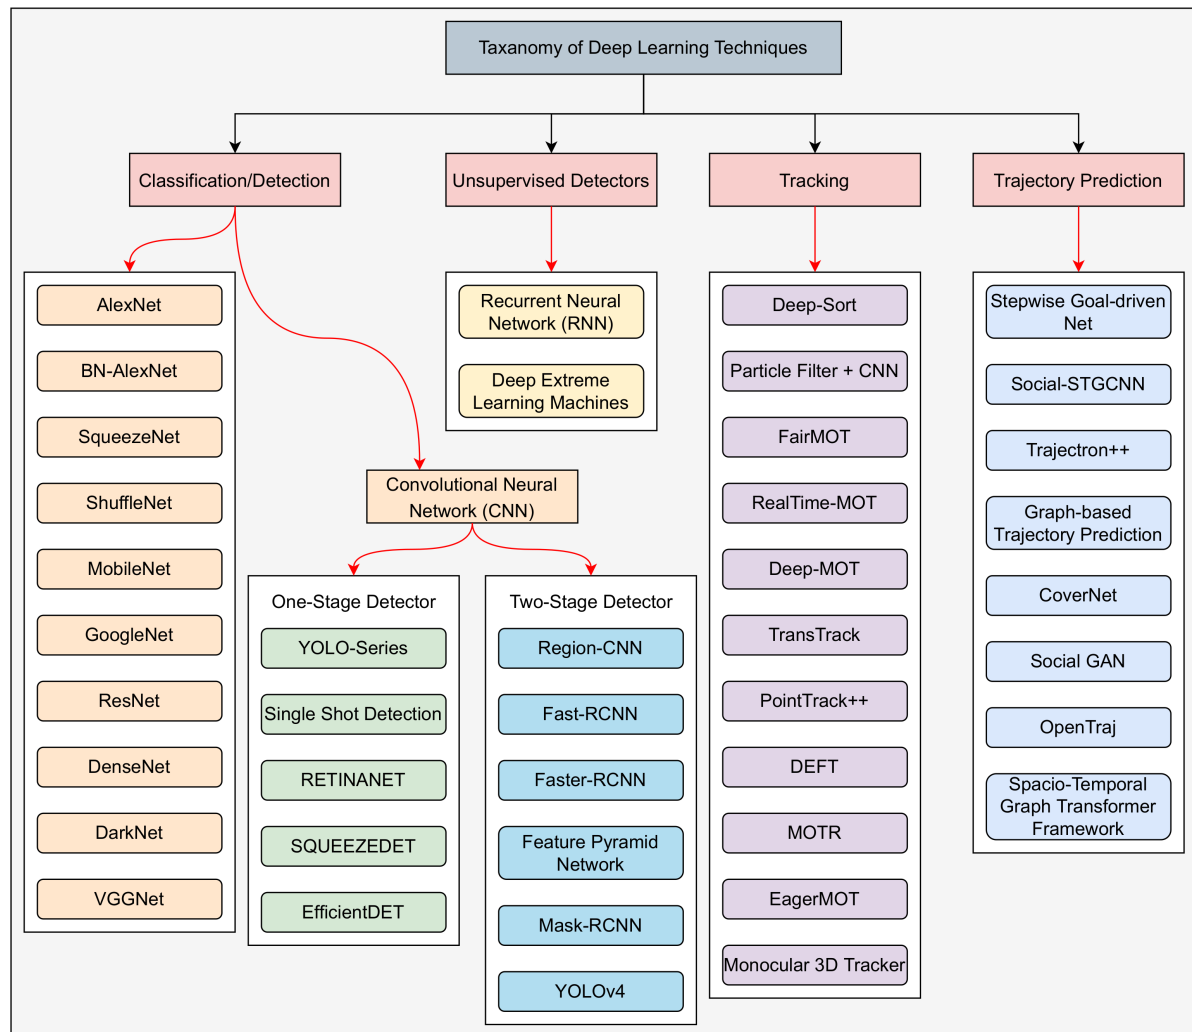 Taxanomy of Deep Learning Techniques
Classification/Detection
Unsupervised Detectors
Tracking
Trajectory Prediction
AlexNet
BN-AlexNet
SqueezeNet
ShuffleNet
MobileNet
GoogleNet
ResNet
DenseNet
DarkNet
VGGNet
Convolutional Neural
Network (CNN)
One-Stage Detector
YOLO-Series
Single Shot Detection
RETINANET
SQUEEZEDET
EfficientDET
Two-Stage Detector
Region-CNN
Fast-RCNN
Faster-RCNN
Feature Pyramid
Network
Mask-RCNN
YOLOv4
Recurrent Neural
Network (RNN)
Deep Extreme
Learning Machines
Deep-Sort
Particle Filter + CNN
FairMOT
RealTime-MOT
Deep-MOT
TransTrack
PointTrack++
DEFT
MOTR
EagerMOT
Monocular 3D Tracker
Stepwise Goal-driven
Net
Social-STGCNN
Trajectron++
Graph-based
Trajectory Prediction
CoverNet
Social GAN
OpenTraj
Spacio-Temporal
Graph Transformer
Framework